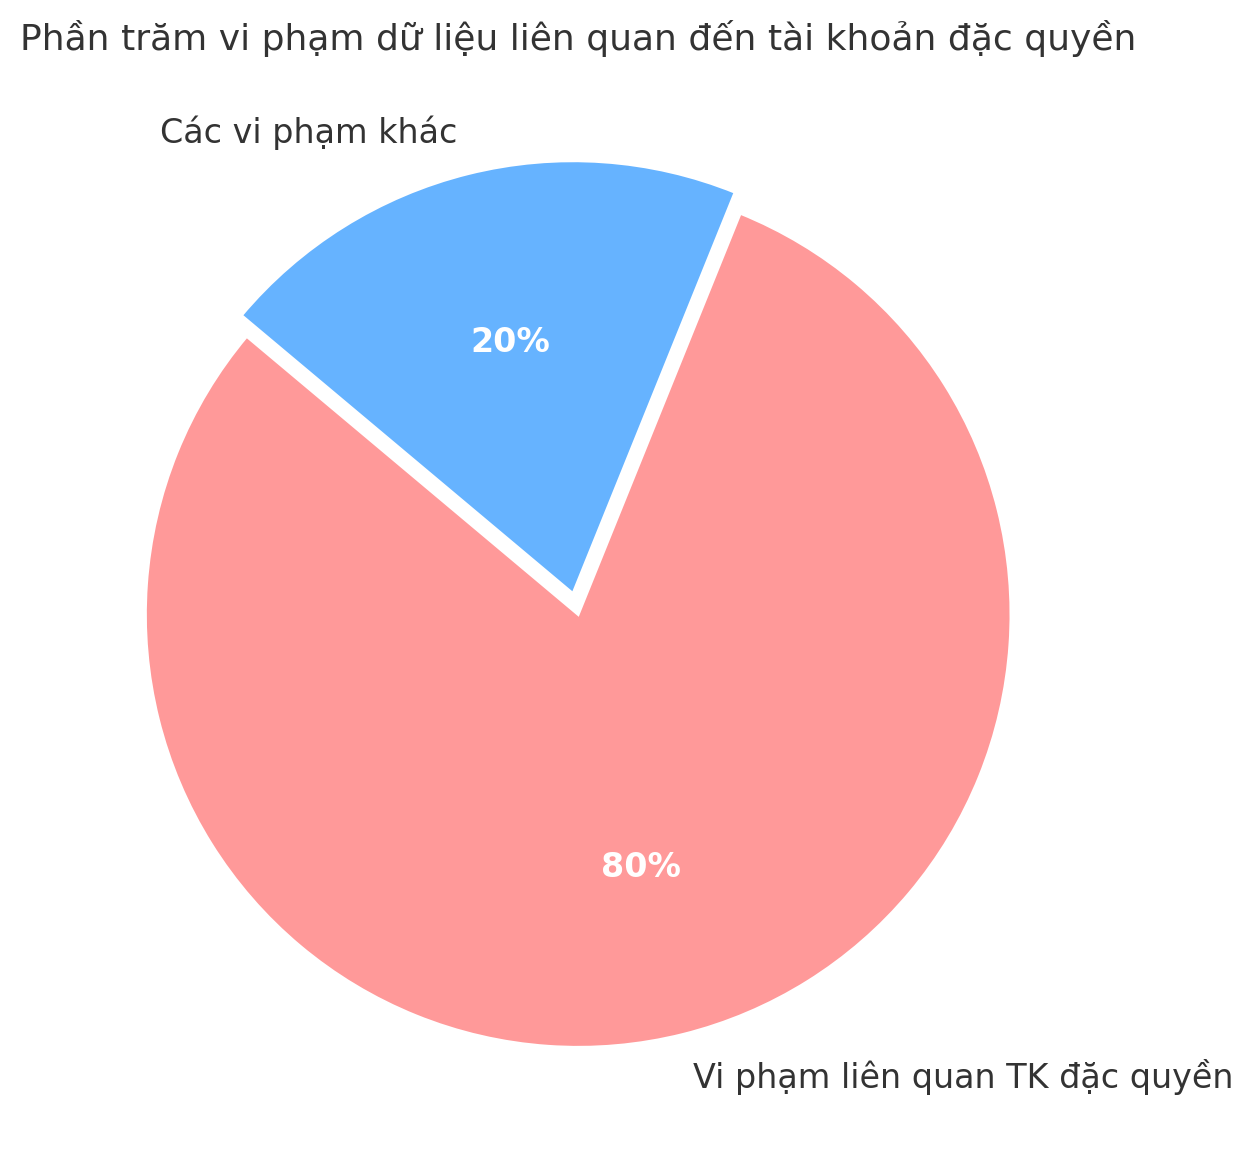 Phần trăm vi phạm dữ liệu liên quan đến tài khoản đặc quyền
Các vi phạm khác
20%
80%
Vi phạm liên quan TK đặc quyền